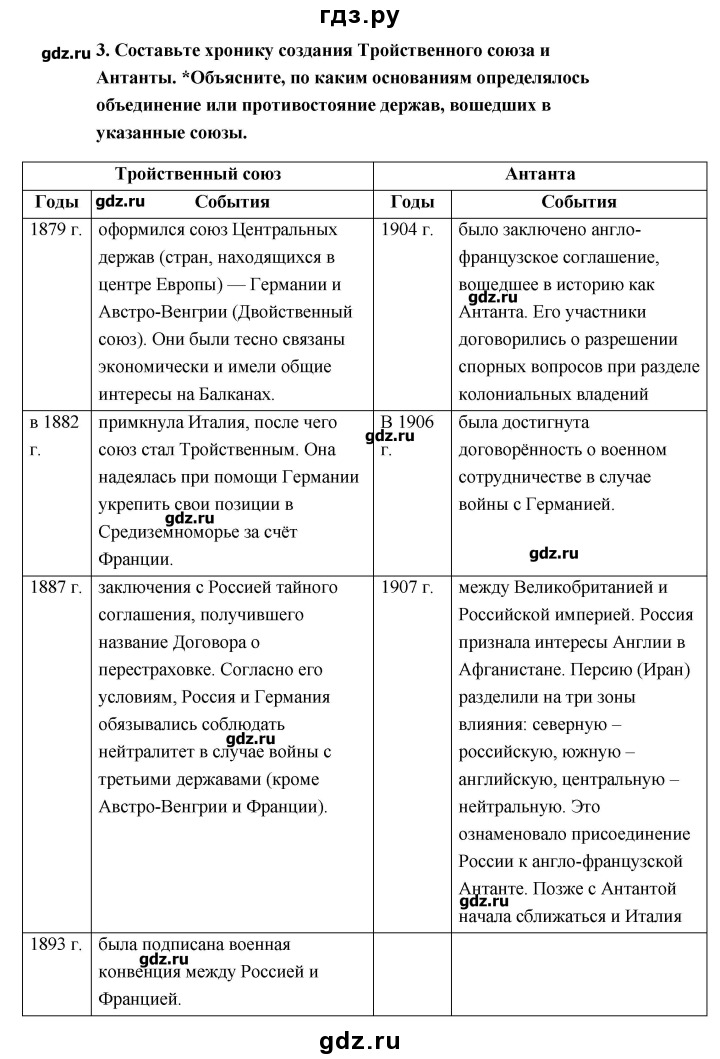 гдз.ру
gdz.ru
3. Составьте хронику создания Тройственного союза и
Антанты. *Объясните, по каким основаниям определялось
объединение или противостояние держав, вошедших в
указанные союзы.
Тройственный союз
Антанта
Годы
gdz.ru
События
Годы
События
1879 г.
оформился союз Центральных
держав (стран, находящихся в
центре Европы) — Германии и
Австро-Венгрии (Двойственный
союз). Они были тесно связаны
экономически и имели общие
интересы на Балканах.
1904 г.
было заключено англо-
французское соглашение,
вошедшее в историю как
gdz.ru
Антанта. Его участники
договорились о разрешении
спорных вопросов при разделе
колониальных владений
в 1882
г.
примкнула Италия, после чего
союз стал Тройственным. Она
надеялась при помощи Германии
укрепить свои позиции в
gdz.ru
Средиземноморье за счёт
Франции.
В 1906
gdz.ru
г.
была достигнута
договорённость о военном
сотрудничестве в случае
войны с Германией.
gdz.ru
1887 г.
заключения с Россией тайного
соглашения, получившего
название Договора о
перестраховке. Согласно его
условиям, Россия и Германия
обязывались соблюдать
gdz.ru
нейтралитет в случае войны с
третьими державами (кроме
Австро-Венгрии и Франции).
1907 г.
между Великобританией и
Российской империей. Россия
признала интересы Англии в
Афганистане. Персию (Иран)
разделили на три зоны
влияния: северную –
российскую, южную –
английскую, центральную –
нейтральную. Это
ознаменовало присоединение
России к англо-французской
Антанте. Позже с Антантой
gdz.ru
начала сближаться и Италия
1893 г.
была подписана военная
gdz.ru
конвенция между Россией и
Францией.
gdz.ru